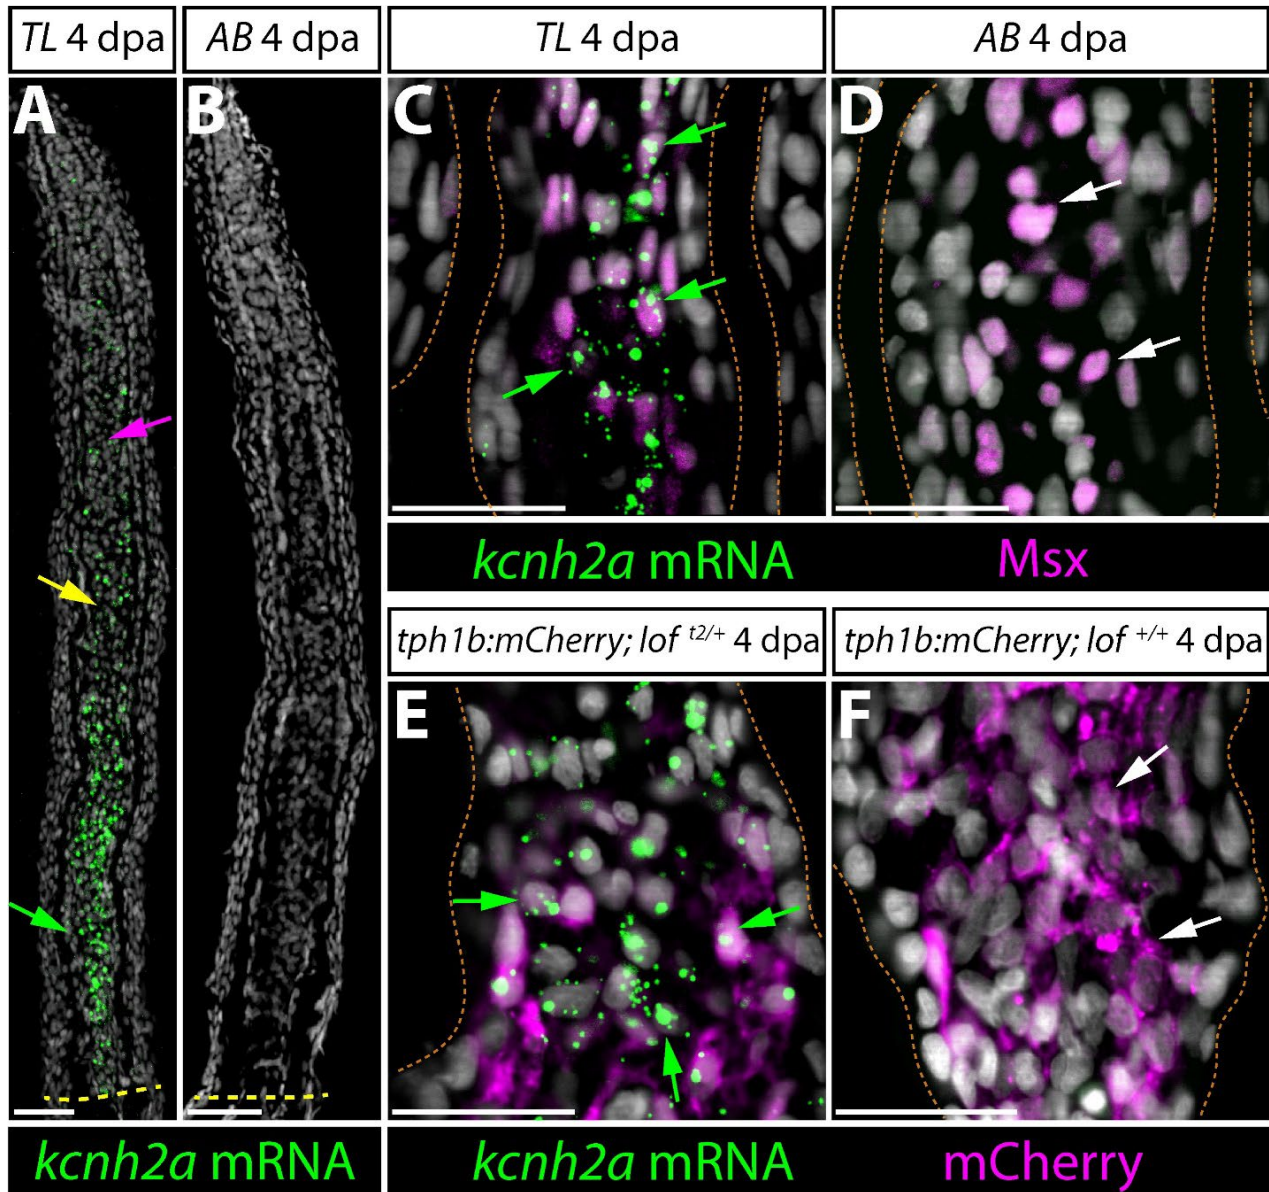 TL 4 dpa
AB 4 dpa
TL 4 dpa
AB 4 dpa
A
B
C
D
kcnh2a mRNA
Msx
tph1b:mCherry; lof t2/+ 4 dpa
tph1b:mCherry; lof +/+ 4 dpa
E
F
kcnh2a mRNA
kcnh2a mRNA
mCherry